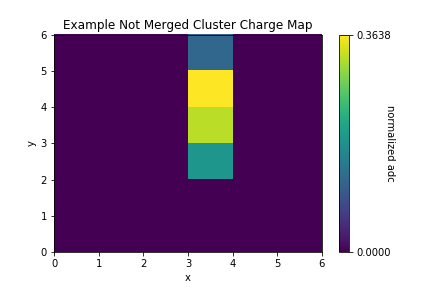 Example Not Merged Cluster Charge Map
6
5
4
3
2
1
0
y
0 1 2 3 4 5 6
x
0.3638
0.0000
normalized adc